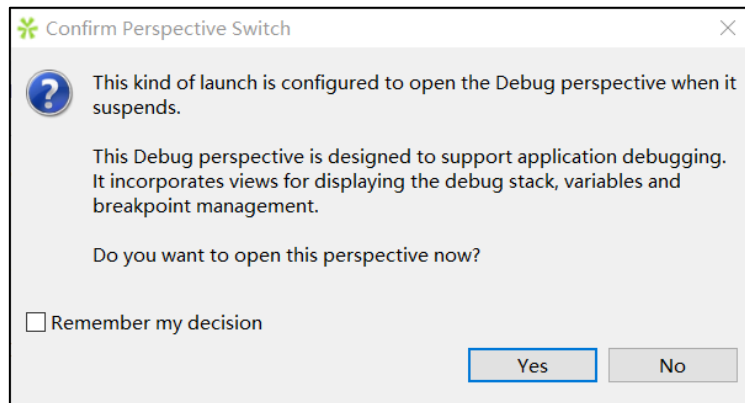 Confirm Perspective Switch
This kind of launch is configured to open the Debug perspective when it
suspends.
This Debug perspective is designed to support application debugging.
It incorporates views for displaying the debug stack, variables and
breakpoint management.
Do you want to open this perspective now?
Remember my decision
Yes
No